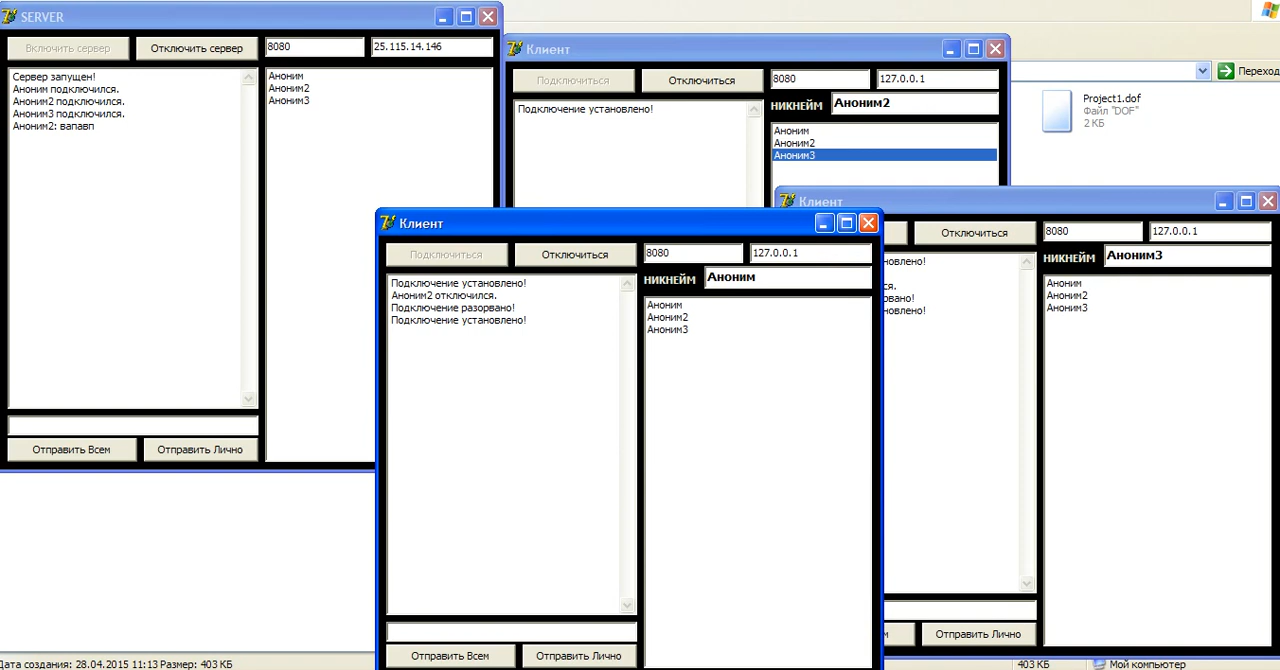 SERVER
Включить сервер
Отключить сервер
8080
25.115.14.146
Сервер запущен!
Аноним подключился.
Аноним2 подключился.
Аноним3 подключился.
Аноним2: вапавп
Аноним
Аноним2
Аноним3
Отправить Всем
Отправить Лично
Клиент
Подключиться
Отключиться
8080
127.0.0.1
НИКНЕЙМ
Аноним2
Подключение установлено!
Аноним
Аноним2
Аноним3
Переход
Project1.dof
Файл "DOF"
2 КБ
Клиент
Отключиться
8080
127.0.0.1
НИКНЕЙМ
Аноним3
овлено!
ся.
рвано!
овлено!
Аноним
Аноним2
Аноним3
м
Отправить Лично
Клиент
Подключиться
Отключиться
8080
127.0.0.1
НИКНЕЙМ
Аноним
Подключение установлено!
Аноним2 отключился.
Подключение разорвано!
Подключение установлено!
Аноним
Аноним2
Аноним3
Отправить Всем
Отправить Лично
Дата создания: 28.04.2015 11:13 Размер: 403 КБ
403 КБ
Мой компьютер